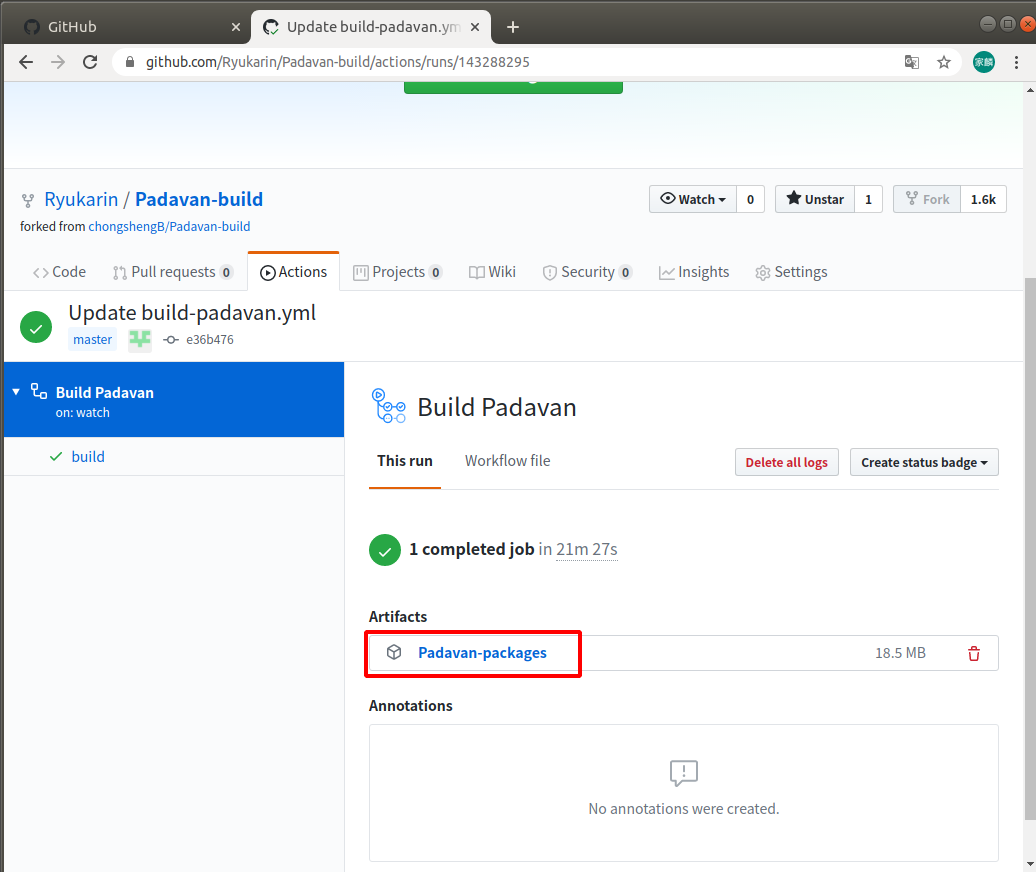 GitHub
Update build-padavan.ym
github.com/Ryukarin/Padavan-build/actions/runs/143288295
家麟
Ryukarin / Padavan-build
Watch 0
Unstar 1
Fork 1.6k
forked from chongshengB/Padavan-build
Code
Pull requests 0
Actions
Projects 0
Wiki
Security 0
Insights
Settings
Update build-padavan.yml
master
e36b476
Build Padavan
on: watch
build
Build Padavan
This run
Workflow file
Delete all logs
Create status badge
1 completed job in 21m 27s
Artifacts
Padavan-packages
18.5 MB
Annotations
No annotations were created.